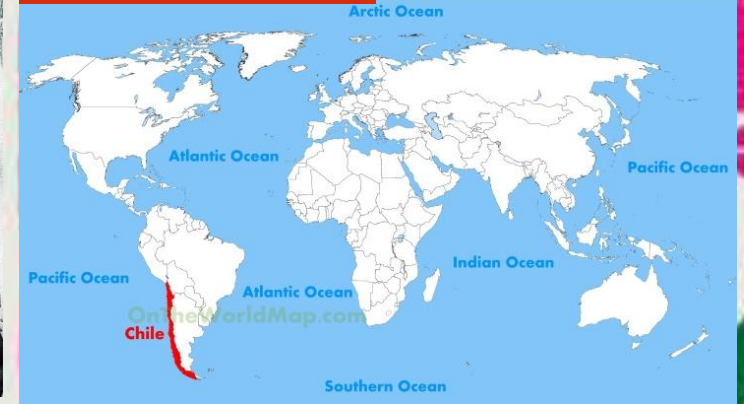 Arctic Ocean
Atlantic Ocean
Pacific Ocean
Indian Ocean
Pacific Ocean
Atlantic Ocean
OnTheWorldMap.com
Chile
Southern Ocean